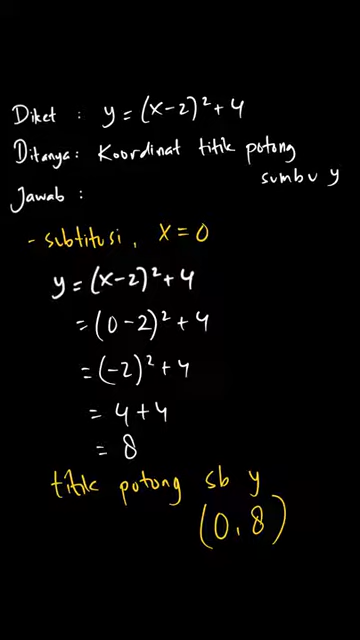 Diket : y = (x-2)² + 4
Ditanya : Koordinat titik potong
sumbu y
Jawab :
- subtitusi, x = 0
y = (x-2)² + 4
= (0-2)² + 4
= (-2)² + 4
= 4 + 4
= 8
titik potong sb y
(0, 8)